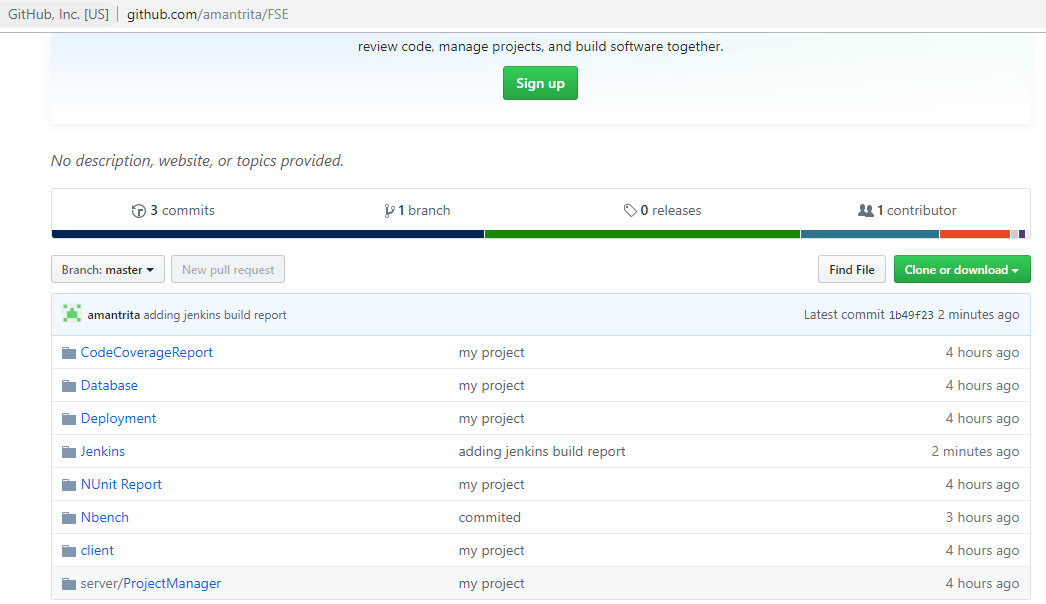 GitHub, Inc. [US] github.com/amantrita/FSE
review code, manage projects, and build software together.
Sign up
No description, website, or topics provided.
3 commits 1 branch 0 releases 1 contributor
Branch: master New pull request Find File Clone or download
amantrita adding jenkins build report Latest commit 1b49f23 2 minutes ago
CodeCoverageReport my project 4 hours ago
Database my project 4 hours ago
Deployment my project 4 hours ago
Jenkins adding jenkins build report 2 minutes ago
NUnit Report my project 4 hours ago
Nbench commited 3 hours ago
client my project 4 hours ago
server/ProjectManager my project 4 hours ago